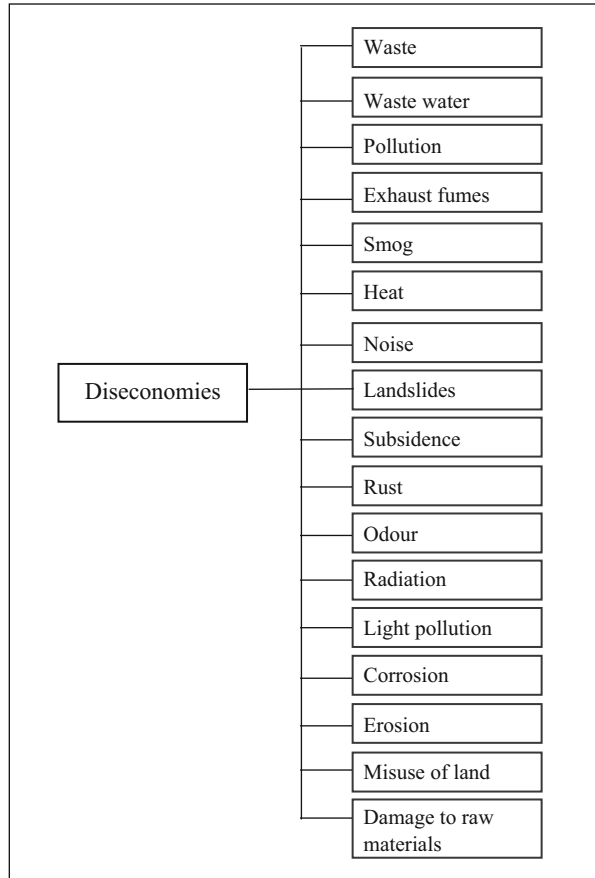 Waste
Waste water
Pollution
Exhaust fumes
Smog
Heat
Noise
Diseconomies
Landslides
Subsidence
Rust
Odour
Radiation
Light pollution
Corrosion
Erosion
Misuse of land
Damage to raw
materials